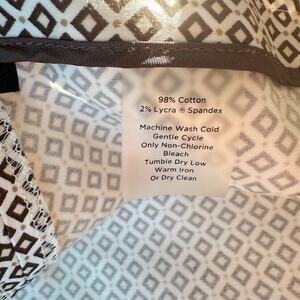 98% Cotton
2% Lycra ® Spandex
Machine Wash Cold
Gentle Cycle
Only Non-Chlorine
Bleach
Tumble Dry Low
Warm Iron
Or Dry Clean